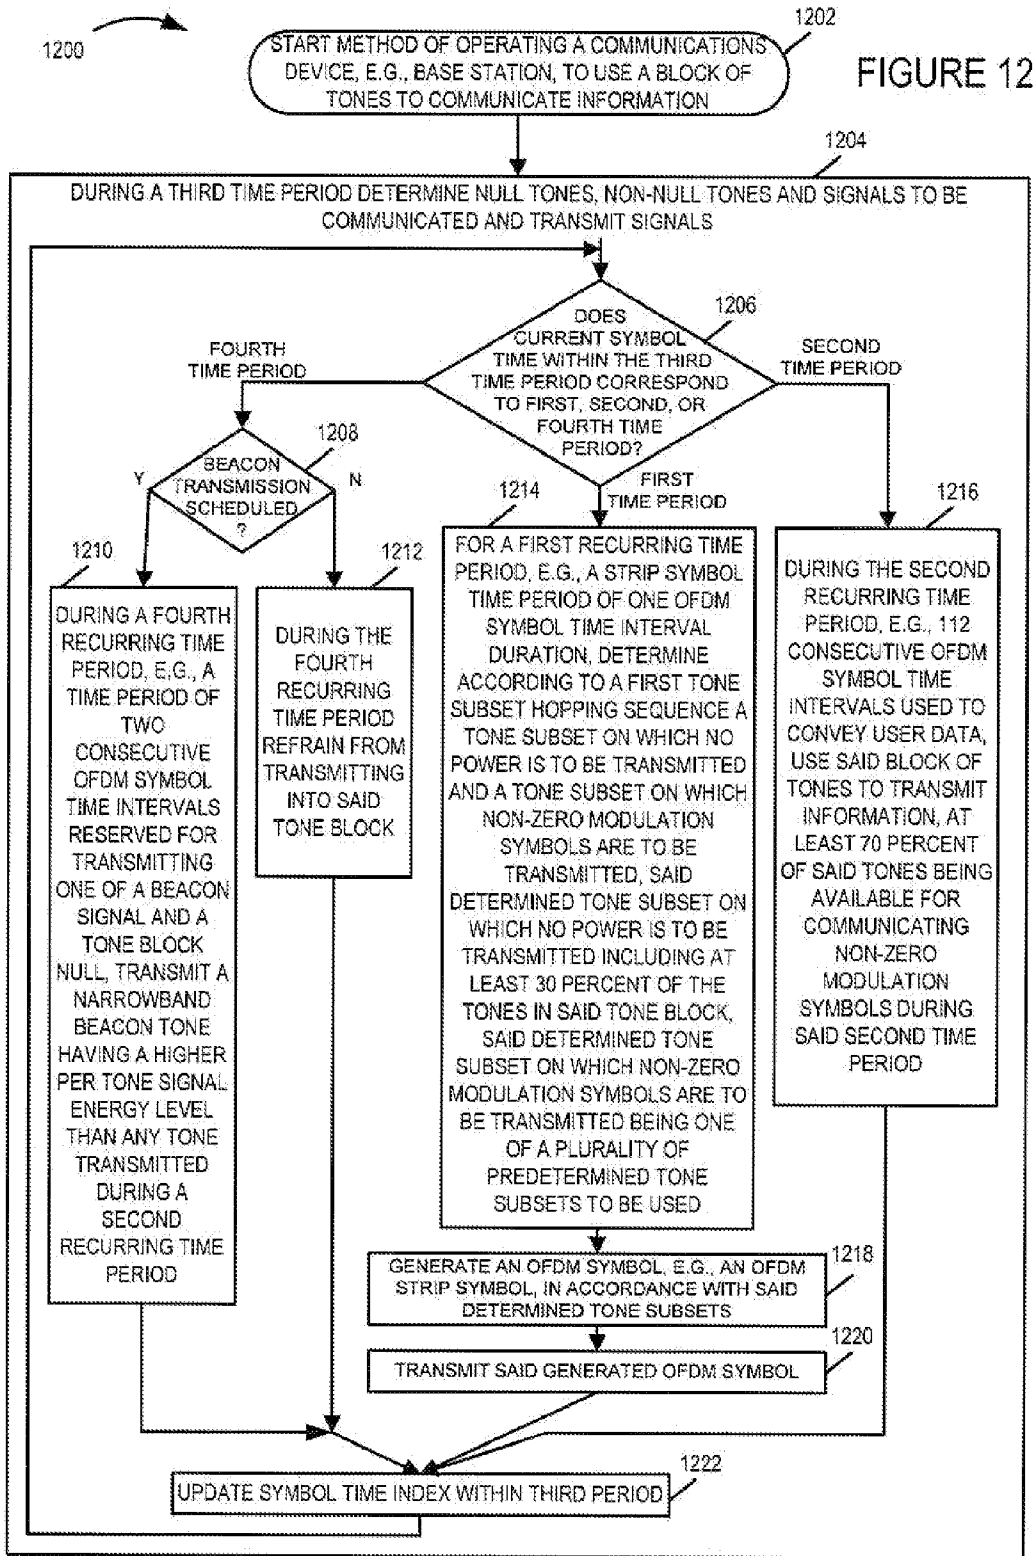 1200
1202
START METHOD OF OPERATING A COMMUNICATIONS
DEVICE, E.G., BASE STATION, TO USE A BLOCK OF
TONES TO COMMUNICATE INFORMATION
FIGURE 12
1204
DURING A THIRD TIME PERIOD DETERMINE NULL TONES, NON-NULL TONES AND SIGNALS TO BE
COMMUNICATED AND TRANSMIT SIGNALS
1206
DOES
CURRENT SYMBOL
TIME WITHIN THE THIRD
TIME PERIOD CORRESPOND
TO FIRST, SECOND, OR
FOURTH TIME
PERIOD?
FOURTH
TIME PERIOD
SECOND
TIME PERIOD
FIRST
TIME PERIOD
1208
BEACON
TRANSMISSION
SCHEDULED
?
Y
N
1210
DURING A FOURTH
RECURRING TIME
PERIOD, E.G., A
TIME PERIOD OF
TWO
CONSECUTIVE
OFDM SYMBOL
TIME INTERVALS
RESERVED FOR
TRANSMITTING
ONE OF A BEACON
SIGNAL AND A
TONE BLOCK
NULL, TRANSMIT A
NARROWBAND
BEACON TONE
HAVING A HIGHER
PER TONE SIGNAL
ENERGY LEVEL
THAN ANY TONE
TRANSMITTED
DURING A
SECOND
RECURRING TIME
PERIOD
1212
DURING THE
FOURTH
RECURRING
TIME PERIOD
REFRAIN FROM
TRANSMITTING
INTO SAID
TONE BLOCK
1214
FOR A FIRST RECURRING TIME
PERIOD, E.G., A STRIP SYMBOL
TIME PERIOD OF ONE OFDM
SYMBOL TIME INTERVAL
DURATION, DETERMINE
ACCORDING TO A FIRST TONE
SUBSET HOPPING SEQUENCE A
TONE SUBSET ON WHICH NO
POWER IS TO BE TRANSMITTED
AND A TONE SUBSET ON WHICH
NON-ZERO MODULATION
SYMBOLS ARE TO BE
TRANSMITTED, SAID
DETERMINED TONE SUBSET ON
WHICH NO POWER IS TO BE
TRANSMITTED INCLUDING AT
LEAST 30 PERCENT OF THE
TONES IN SAID TONE BLOCK,
SAID DETERMINED TONE
SUBSET ON WHICH NON-ZERO
MODULATION SYMBOLS ARE TO
BE TRANSMITTED BEING ONE
OF A PLURALITY OF
PREDETERMINED TONE
SUBSETS TO BE USED
1216
DURING THE SECOND
RECURRING TIME
PERIOD, E.G., 112
CONSECUTIVE OFDM
SYMBOL TIME
INTERVALS USED TO
CONVEY USER DATA,
USE SAID BLOCK OF
TONES TO TRANSMIT
INFORMATION, AT
LEAST 70 PERCENT
OF SAID TONES BEING
AVAILABLE FOR
COMMUNICATING
NON-ZERO
MODULATION
SYMBOLS DURING
SAID SECOND TIME
PERIOD
1218
GENERATE AN OFDM SYMBOL, E.G., AN OFDM
STRIP SYMBOL, IN ACCORDANCE WITH SAID
DETERMINED TONE SUBSETS
1220
TRANSMIT SAID GENERATED OFDM SYMBOL
1222
UPDATE SYMBOL TIME INDEX WITHIN THIRD PERIOD